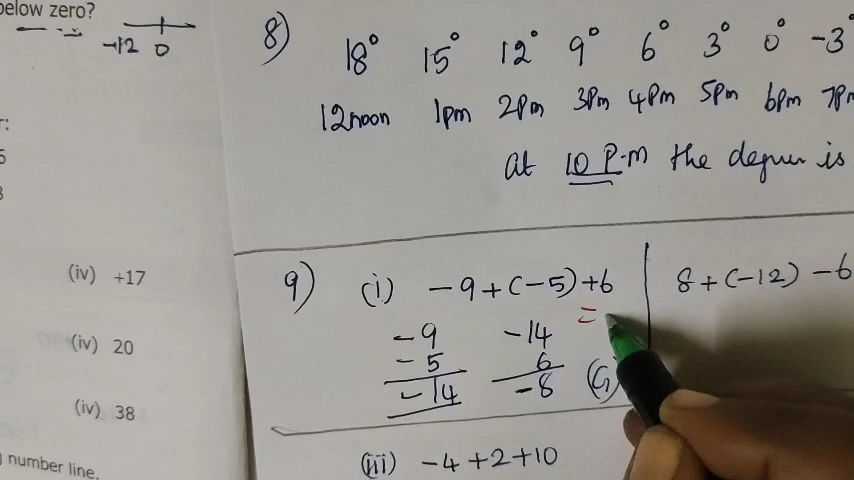 below zero?
-12 0
8)
18° 15° 12° 9° 6° 3° 0° -3°
12noon 1pm 2pm 3pm 4pm 5pm 6pm 7pm
at 10 P.M the degree is
(iv) +17
(iv) 20
(iv) 38
number line.
9) (i) -9+(-5)+6
8+(-12)-6
=
-9 -14
-5 6
-14 -8
(iii) -4+2+10